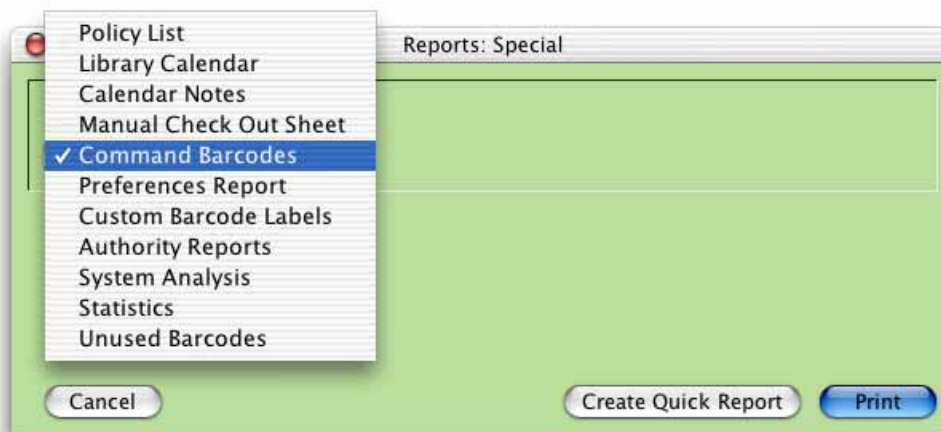 Reports: Special
Policy List
Library Calendar
Calendar Notes
Manual Check Out Sheet
✓ Command Barcodes
Preferences Report
Custom Barcode Labels
Authority Reports
System Analysis
Statistics
Unused Barcodes
Cancel
Create Quick Report
Print